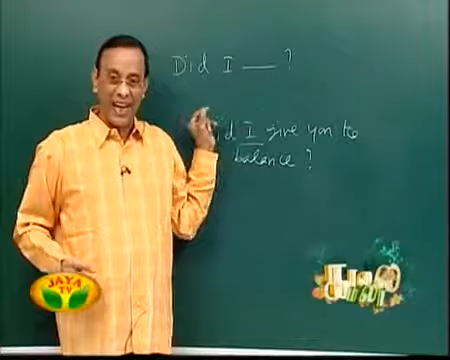 Did I ___ ?
d I give you the
balance ?
JAYA
TV
காலை